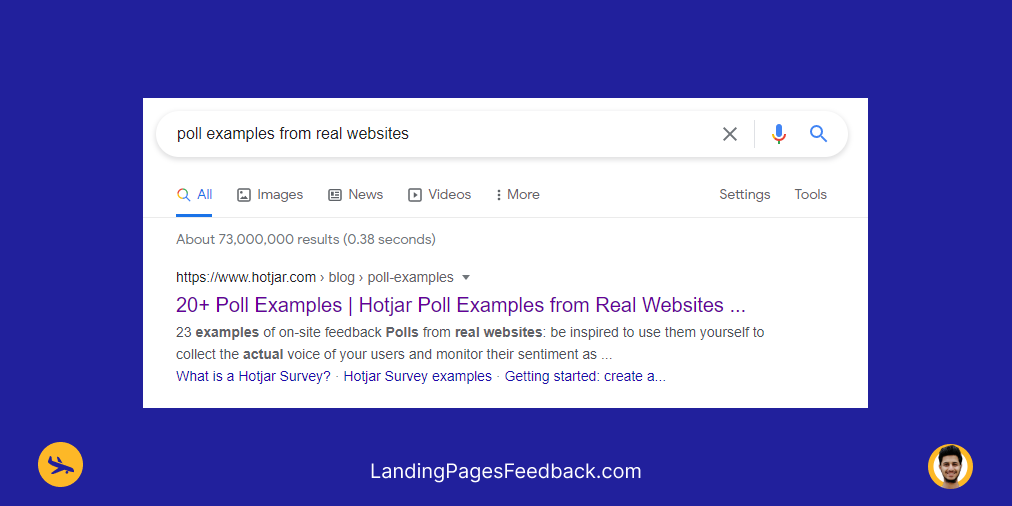 poll examples from real websites
All Images News Videos More Settings Tools
About 73,000,000 results (0.38 seconds)
https://www.hotjar.com › blog › poll-examples
20+ Poll Examples | Hotjar Poll Examples from Real Websites ...
23 examples of on-site feedback Polls from real websites: be inspired to use them yourself to
collect the actual voice of your users and monitor their sentiment as ...
What is a Hotjar Survey? · Hotjar Survey examples · Getting started: create a...
LandingPagesFeedback.com